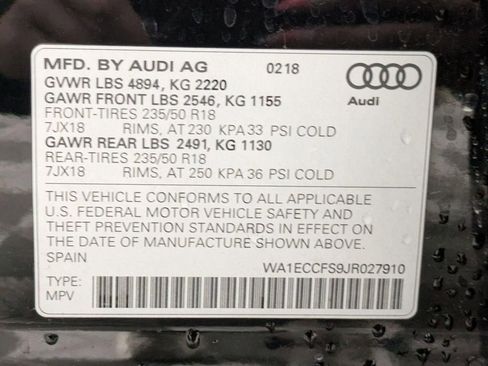 MFD. BY AUDI AG 0218
GVWR LBS 4894, KG 2220
GAWR FRONT LBS 2546, KG 1155
FRONT-TIRES 235/50 R18
7JX18 RIMS, AT 230 KPA 33 PSI COLD
GAWR REAR LBS 2491, KG 1130
REAR-TIRES 235/50 R18
7JX18 RIMS, AT 250 KPA 36 PSI COLD
Audi
THIS VEHICLE CONFORMS TO ALL APPLICABLE
U.S. FEDERAL MOTOR VEHICLE SAFETY AND
THEFT PREVENTION STANDARDS IN EFFECT ON
THE DATE OF MANUFACTURE SHOWN ABOVE.
SPAIN WA1ECCFS9JR027910
TYPE:
MPV